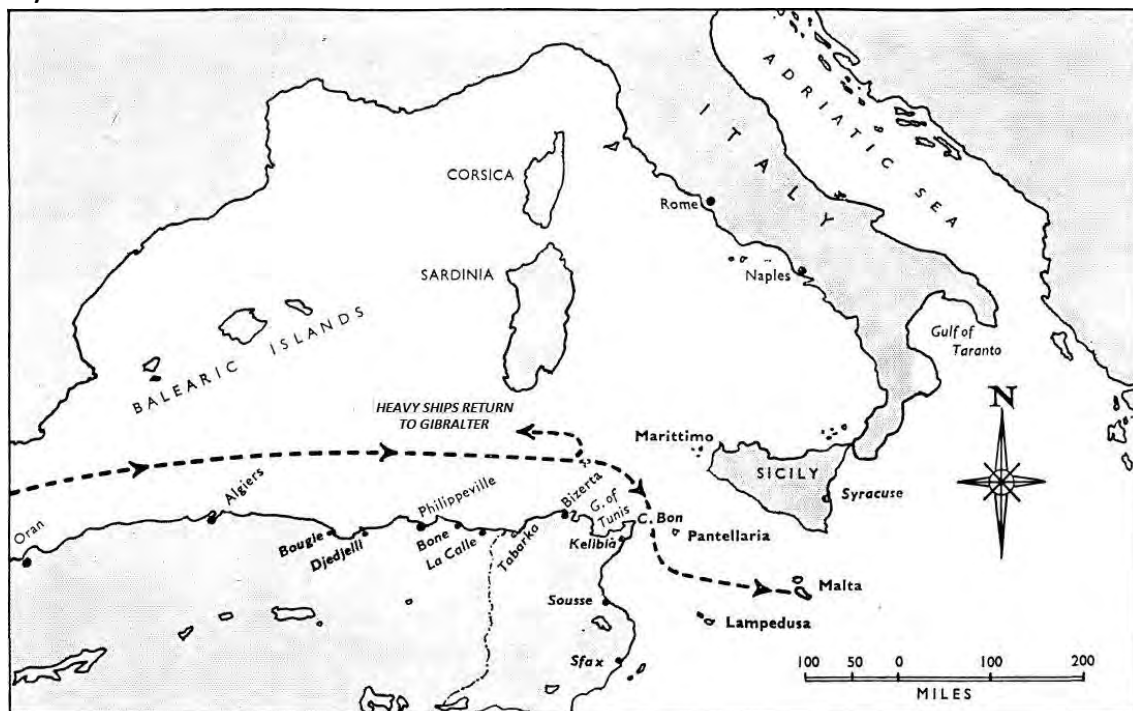 ADRIATIC SEA
ITALY
CORSICA
Rome
SARDINIA
Naples
BALEARIC ISLANDS
Gulf of
Taranto
HEAVY SHIPS RETURN
TO GIBRALTER
N
Marittimo
SICILY
Syracuse
Oran
Algiers
Bougie
Djedjelli
Philippeville
Bone
La Calle
Tabarka
Bizerta
G. of
Tunis
C. Bon
Kelibia
Pantellaria
Malta
Sousse
Lampedusa
Sfax
100 50 0 100 200
MILES